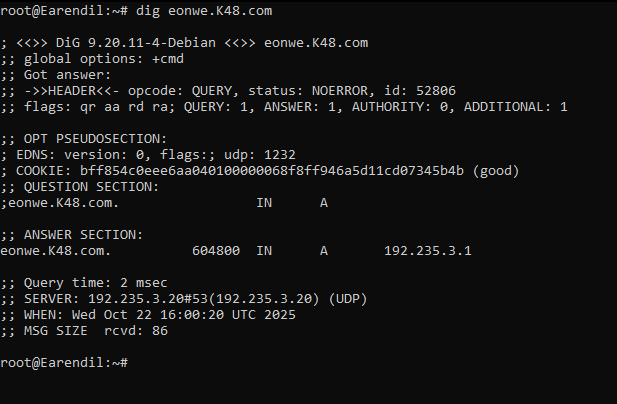 root@Earendil:~# dig eonwe.K48.com
; <<>> DiG 9.20.11-4-Debian <<>> eonwe.K48.com
;; global options: +cmd
;; Got answer:
;; ->>HEADER<<- opcode: QUERY, status: NOERROR, id: 52806
;; flags: qr aa rd ra; QUERY: 1, ANSWER: 1, AUTHORITY: 0, ADDITIONAL: 1
;; OPT PSEUDOSECTION:
; EDNS: version: 0, flags:; udp: 1232
; COOKIE: bff854c0eee6aa040100000068f8ff946a5d11cd07345b4b (good)
;; QUESTION SECTION:
;eonwe.K48.com. IN A
;; ANSWER SECTION:
eonwe.K48.com. 604800 IN A 192.235.3.1
;; Query time: 2 msec
;; SERVER: 192.235.3.20#53(192.235.3.20) (UDP)
;; WHEN: Wed Oct 22 16:00:20 UTC 2025
;; MSG SIZE rcvd: 86
root@Earendil:~#